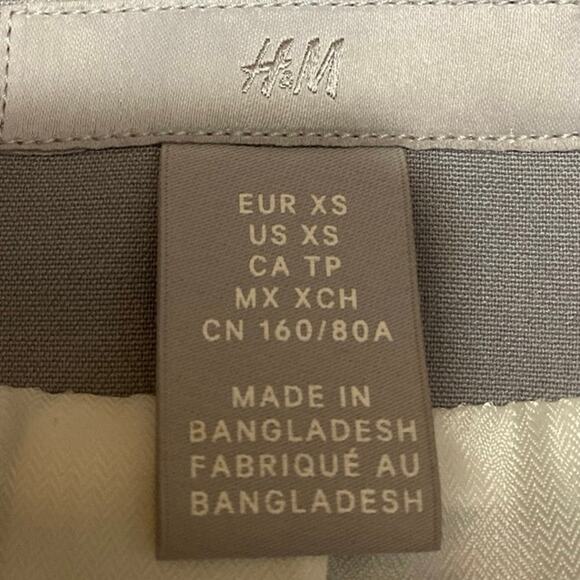 H&M
EUR XS
US XS
CA TP
MX XCH
CN 160/80A
MADE IN
BANGLADESH
FABRIQUÉ AU
BANGLADESH